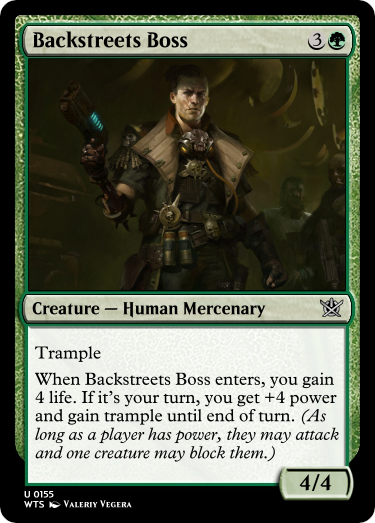 Backstreets Boss 3
Creature — Human Mercenary
Trample
When Backstreets Boss enters, you gain
4 life. If it's your turn, you get +4 power
and gain trample until end of turn. (As
long as a player has power, they may attack
and one creature may block them.)
4/4
U 0155
WTS Valeriy Vegera